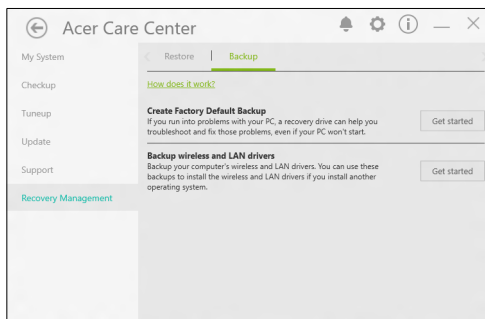 Acer Care Center
My System
Restore
Backup
Checkup
How does it work?
Tuneup
Create Factory Default Backup
If you run into problems with your PC, a recovery drive can help you
troubleshoot and fix those problems, even if your PC won't start.
Get started
Update
Backup wireless and LAN drivers
Backup your computer's wireless and LAN drivers. You can use these
backups to install the wireless and LAN drivers if you install another
operating system.
Get started
Support
Recovery Management